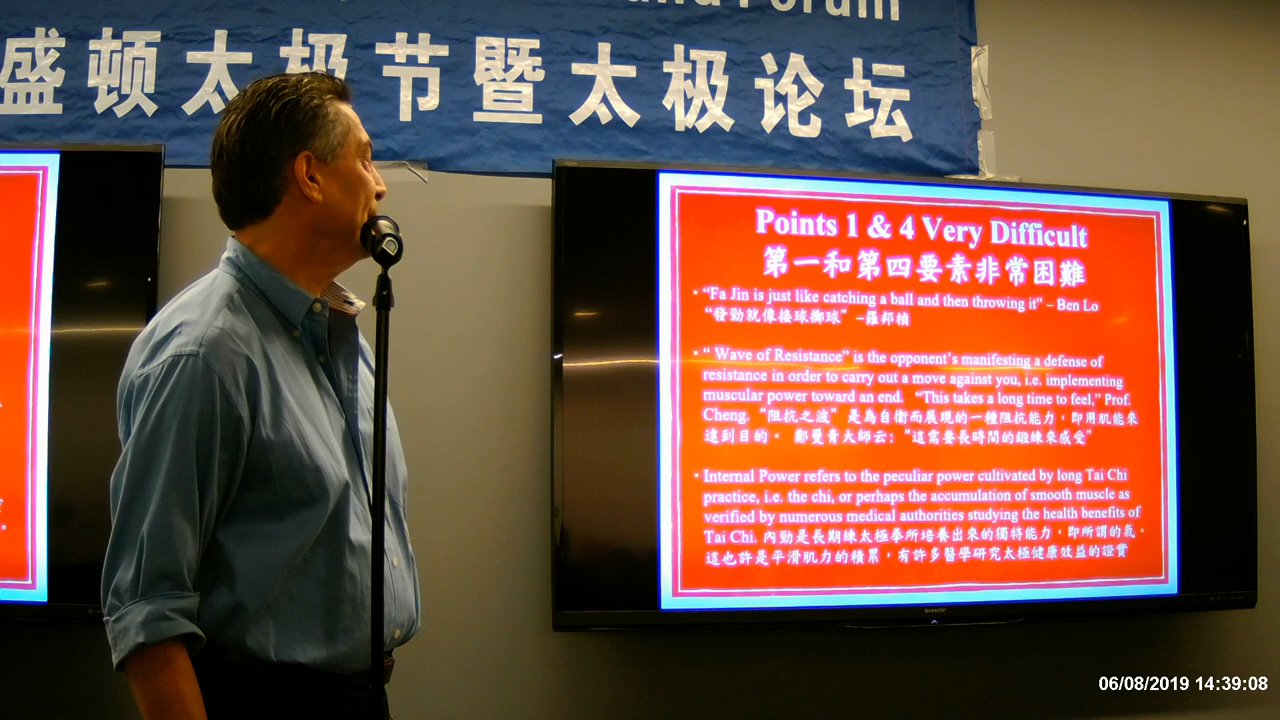 Forum
盛顿太极节暨太极论坛
Points 1 & 4 Very Difficult
第一和第四要素非常困難
• “Fa Jin is just like catching a ball and then throwing it” – Ben Lo
“發勁就像接球擲球” –羅邦楨
• “ Wave of Resistance” is the opponent’s manifesting a defense of
resistance in order to carry out a move against you, i.e. implementing
muscular power toward an end. “This takes a long time to feel,” Prof.
Cheng. “阻抗之波” 是為自衛而展現的一種阻抗能力，即用肌能來
達到目的。 鄭曼青大師云: “這需要長時間的鍛練來感受”
• Internal Power refers to the peculiar power cultivated by long Tai Chi
practice, i.e. the chi, or perhaps the accumulation of smooth muscle as
verified by numerous medical authorities studying the health benefits of
Tai Chi. 內勁是長期練太極拳所培養出來的獨特能力，即所謂的氣.
這也許是平滑肌力的積累，有許多醫學研究太極健康效益的證實
SHARP
06/08/2019 14:39:08